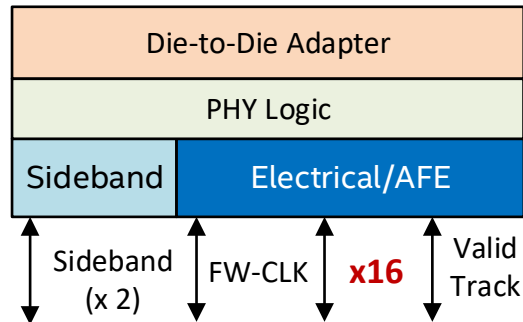 Die-to-Die Adapter
PHY Logic
Sideband
Electrical/AFE
Sideband
(x 2)
FW-CLK
x16
Valid
Track